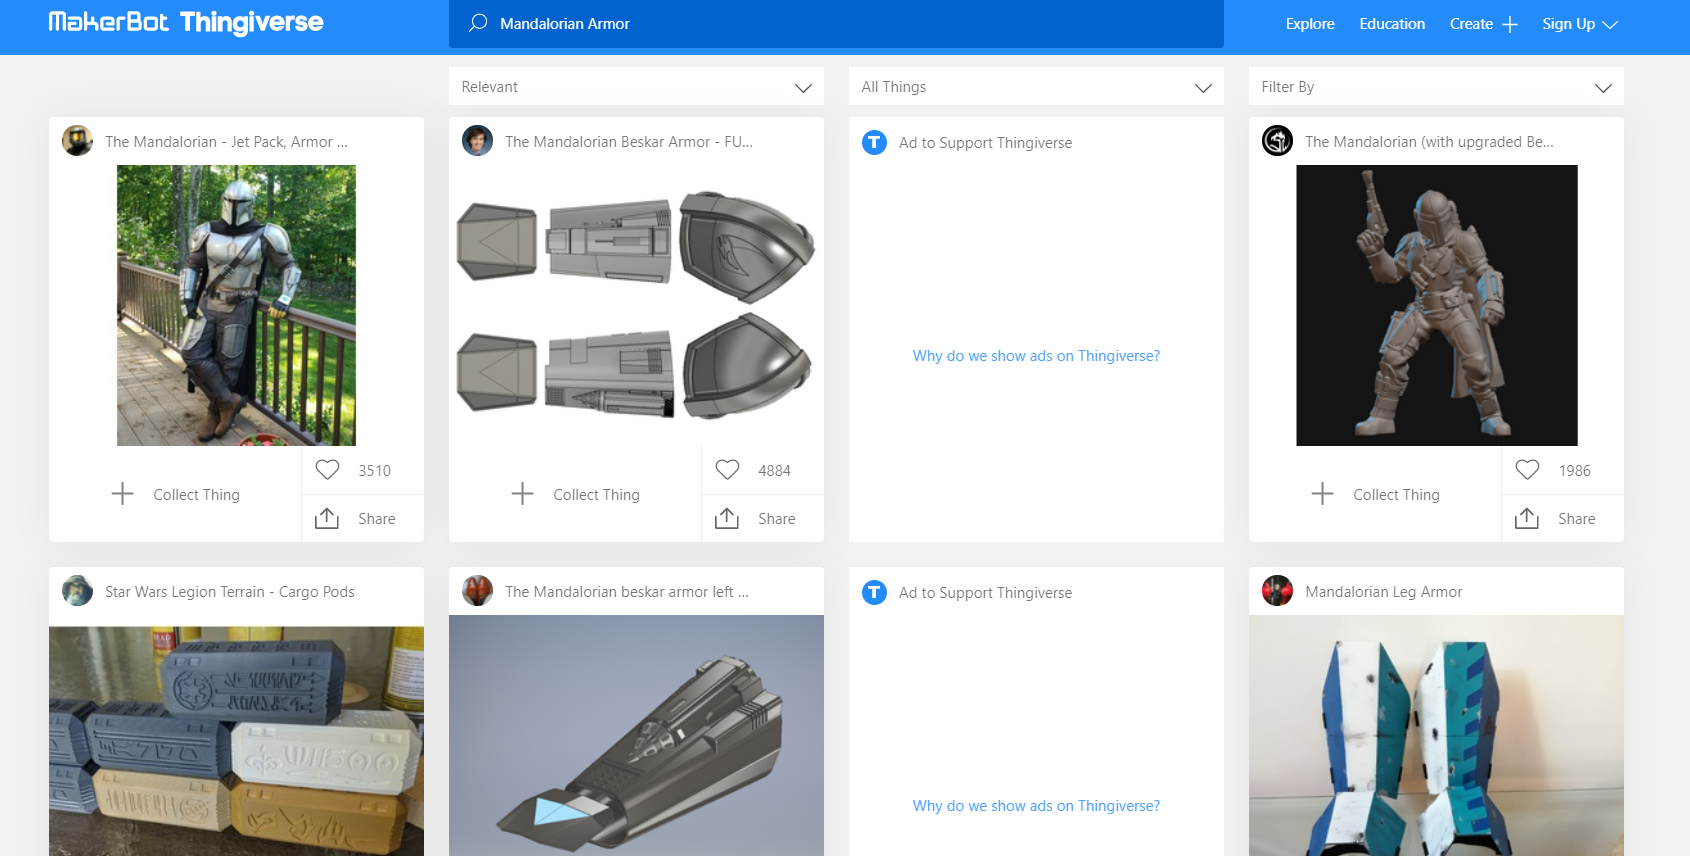 MakerBot Thingiverse
Mandalorian Armor
Explore
Education
Create
Sign Up
Relevant
All Things
Filter By
The Mandalorian - Jet Pack, Armor ...
The Mandalorian Beskar Armor - FU...
T Ad to Support Thingiverse
The Mandalorian (with upgraded Be...
Why do we show ads on Thingiverse?
Collect Thing
3510
Share
Collect Thing
4884
Share
Collect Thing
1986
Share
Star Wars Legion Terrain - Cargo Pods
The Mandalorian beskar armor left ...
T Ad to Support Thingiverse
Mandalorian Leg Armor
Why do we show ads on Thingiverse?